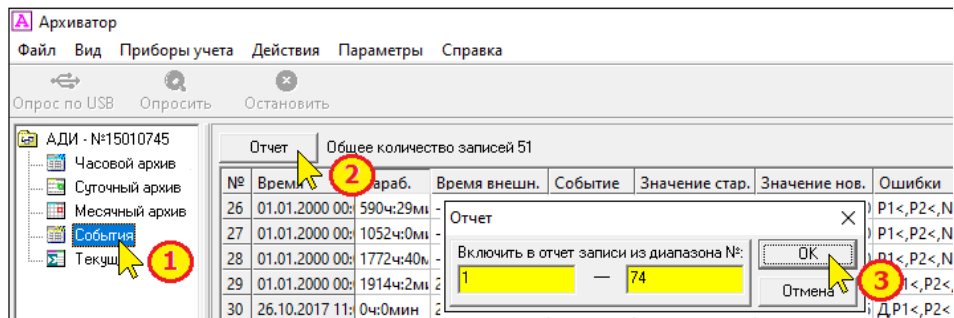 Архиватор
Файл Вид Приборы учета Действия Параметры Справка
Опрос по USB Опросить Остановить
АДИ - №15010745
Часовой архив
Суточный архив
Месячный архив
События
Текущ
1
Отчет
Общее количество записей 51
2
№ Время араб. Время внешн. Событие Значение стар. Значение нов. Ошибки
26 01.01.2000 00: 590ч:29ми - P1<,P2<,N
27 01.01.2000 00: 1052ч:0ми - P1<,P2<,N
28 01.01.2000 00: 1772ч:40м - P1<,P2<,N
29 01.01.2000 00: 1914ч:2ми 2 1<,P2<
30 26.10.2017 11: 0ч:0мин 2 Д,P1<,P2<
Отчет
Включить в отчет записи из диапазона №:
1 — 74
OK
Отмена
3